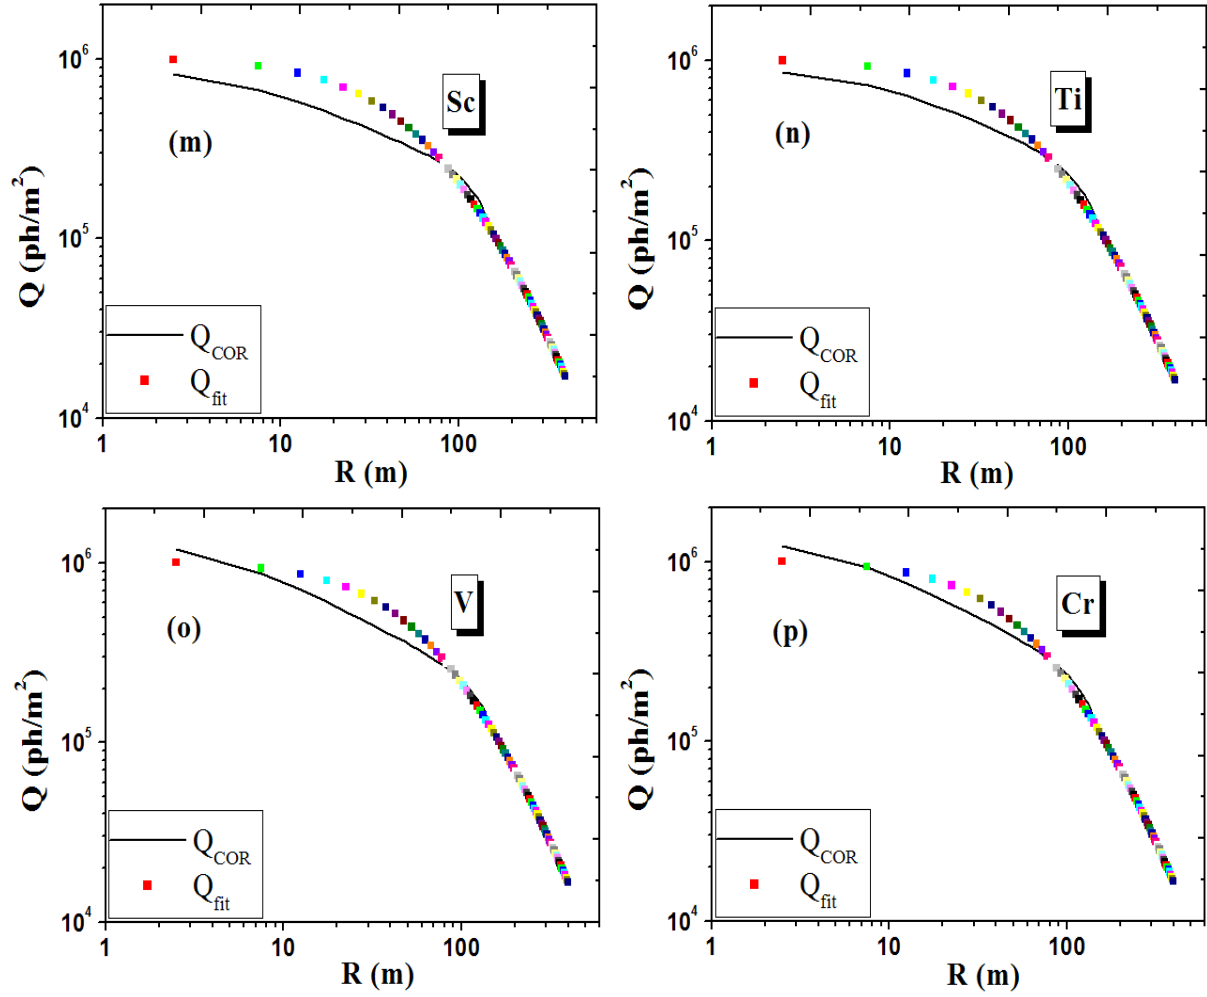 Sc
(m)
Q (ph/m²)
10⁶
10⁵
10⁴
Q_COR
Q_fit
1
10
100
R (m)
Ti
(n)
Q (ph/m²)
10⁶
10⁵
10⁴
Q_COR
Q_fit
1
10
100
R (m)
V
(o)
Q (ph/m²)
10⁶
10⁵
10⁴
Q_COR
Q_fit
1
10
100
R (m)
Cr
(p)
Q (ph/m²)
10⁶
10⁵
10⁴
Q_COR
Q_fit
1
10
100
R (m)